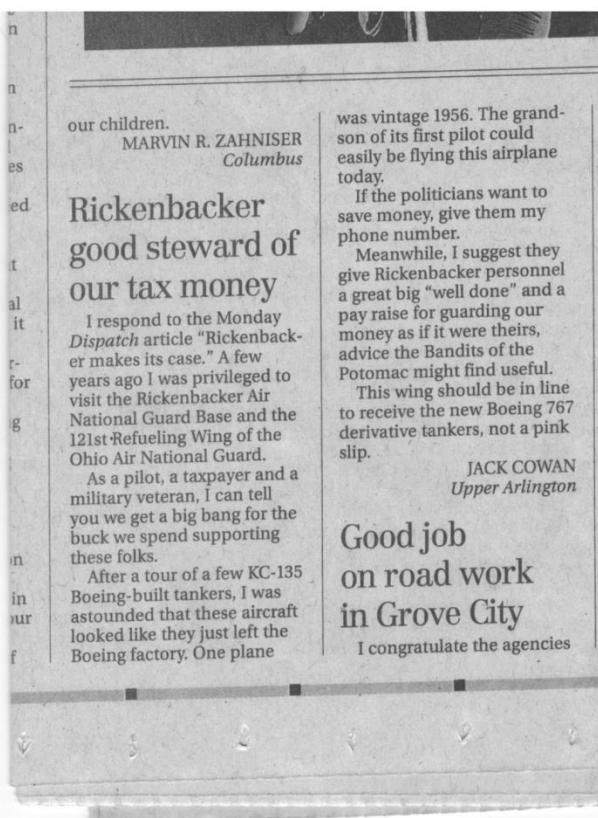 our children.
MARVIN R. ZAHNISER
Columbus
Rickenbacker
good steward of
our tax money
I respond to the Monday
Dispatch article “Rickenback-
er makes its case.” A few
years ago I was privileged to
visit the Rickenbacker Air
National Guard Base and the
121st Refueling Wing of the
Ohio Air National Guard.
As a pilot, a taxpayer and a
military veteran, I can tell
you we get a big bang for the
buck we spend supporting
these folks.
After a tour of a few KC-135
Boeing-built tankers, I was
astounded that these aircraft
looked like they just left the
Boeing factory. One plane
was vintage 1956. The grand-
son of its first pilot could
easily be flying this airplane
today.
If the politicians want to
save money, give them my
phone number.
Meanwhile, I suggest they
give Rickenbacker personnel
a great big “well done” and a
pay raise for guarding our
money as if it were theirs,
advice the Bandits of the
Potomac might find useful.
This wing should be in line
to receive the new Boeing 767
derivative tankers, not a pink
slip.
JACK COWAN
Upper Arlington
Good job
on road work
in Grove City
I congratulate the agencies